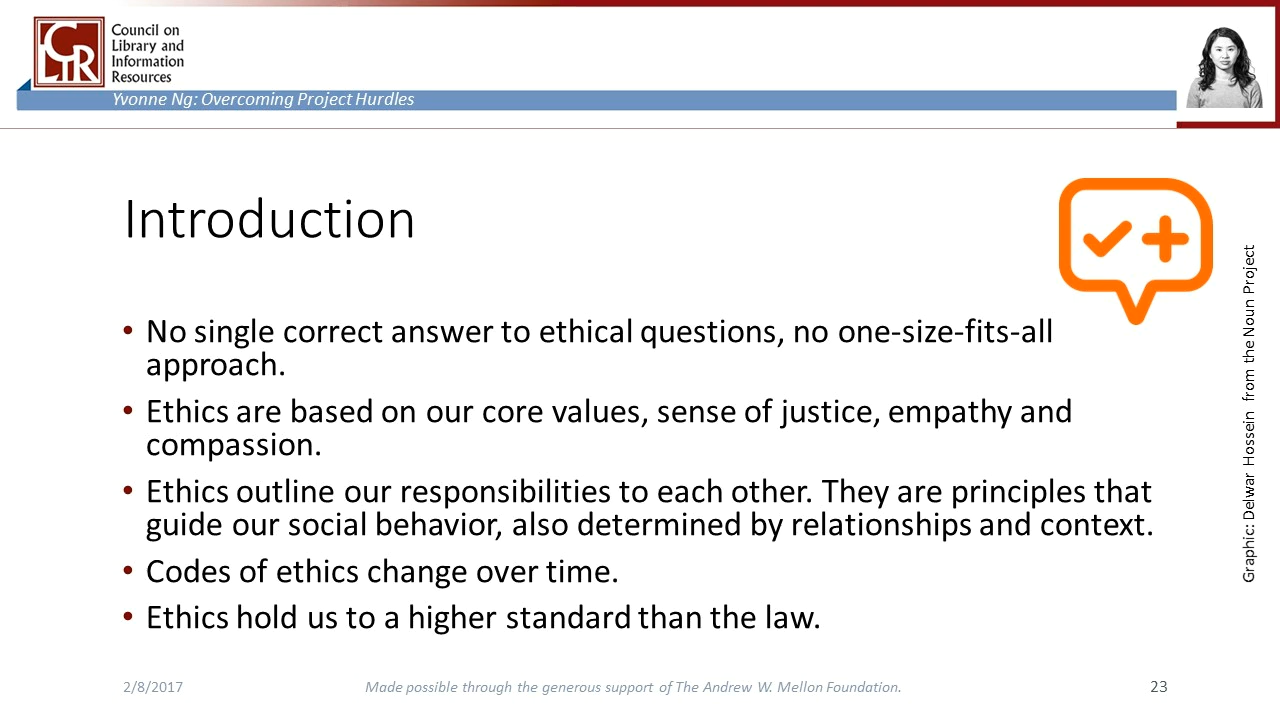 Council on
Library and
Information
Resources
CLIR
Yvonne Ng: Overcoming Project Hurdles
Introduction
• No single correct answer to ethical questions, no one-size-fits-all
approach.
• Ethics are based on our core values, sense of justice, empathy and
compassion.
• Ethics outline our responsibilities to each other. They are principles that
guide our social behavior, also determined by relationships and context.
• Codes of ethics change over time.
• Ethics hold us to a higher standard than the law.
Graphic: Delwar Hossein from the Noun Project
2/8/2017
Made possible through the generous support of The Andrew W. Mellon Foundation.
23